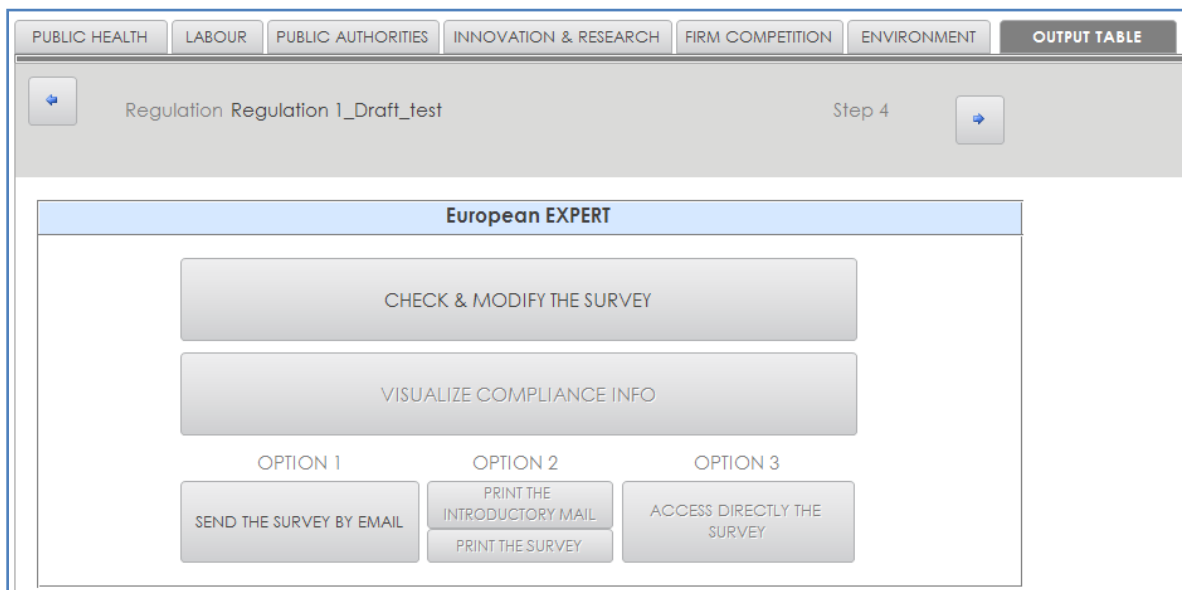 PUBLIC HEALTH LABOUR PUBLIC AUTHORITIES INNOVATION & RESEARCH FIRM COMPETITION ENVIRONMENT OUTPUT TABLE
Regulation Regulation 1_Draft_test Step 4
European EXPERT
CHECK & MODIFY THE SURVEY
VISUALIZE COMPLIANCE INFO
OPTION 1 OPTION 2 OPTION 3
SEND THE SURVEY BY EMAIL
PRINT THE
INTRODUCTORY MAIL
PRINT THE SURVEY
ACCESS DIRECTLY THE
SURVEY